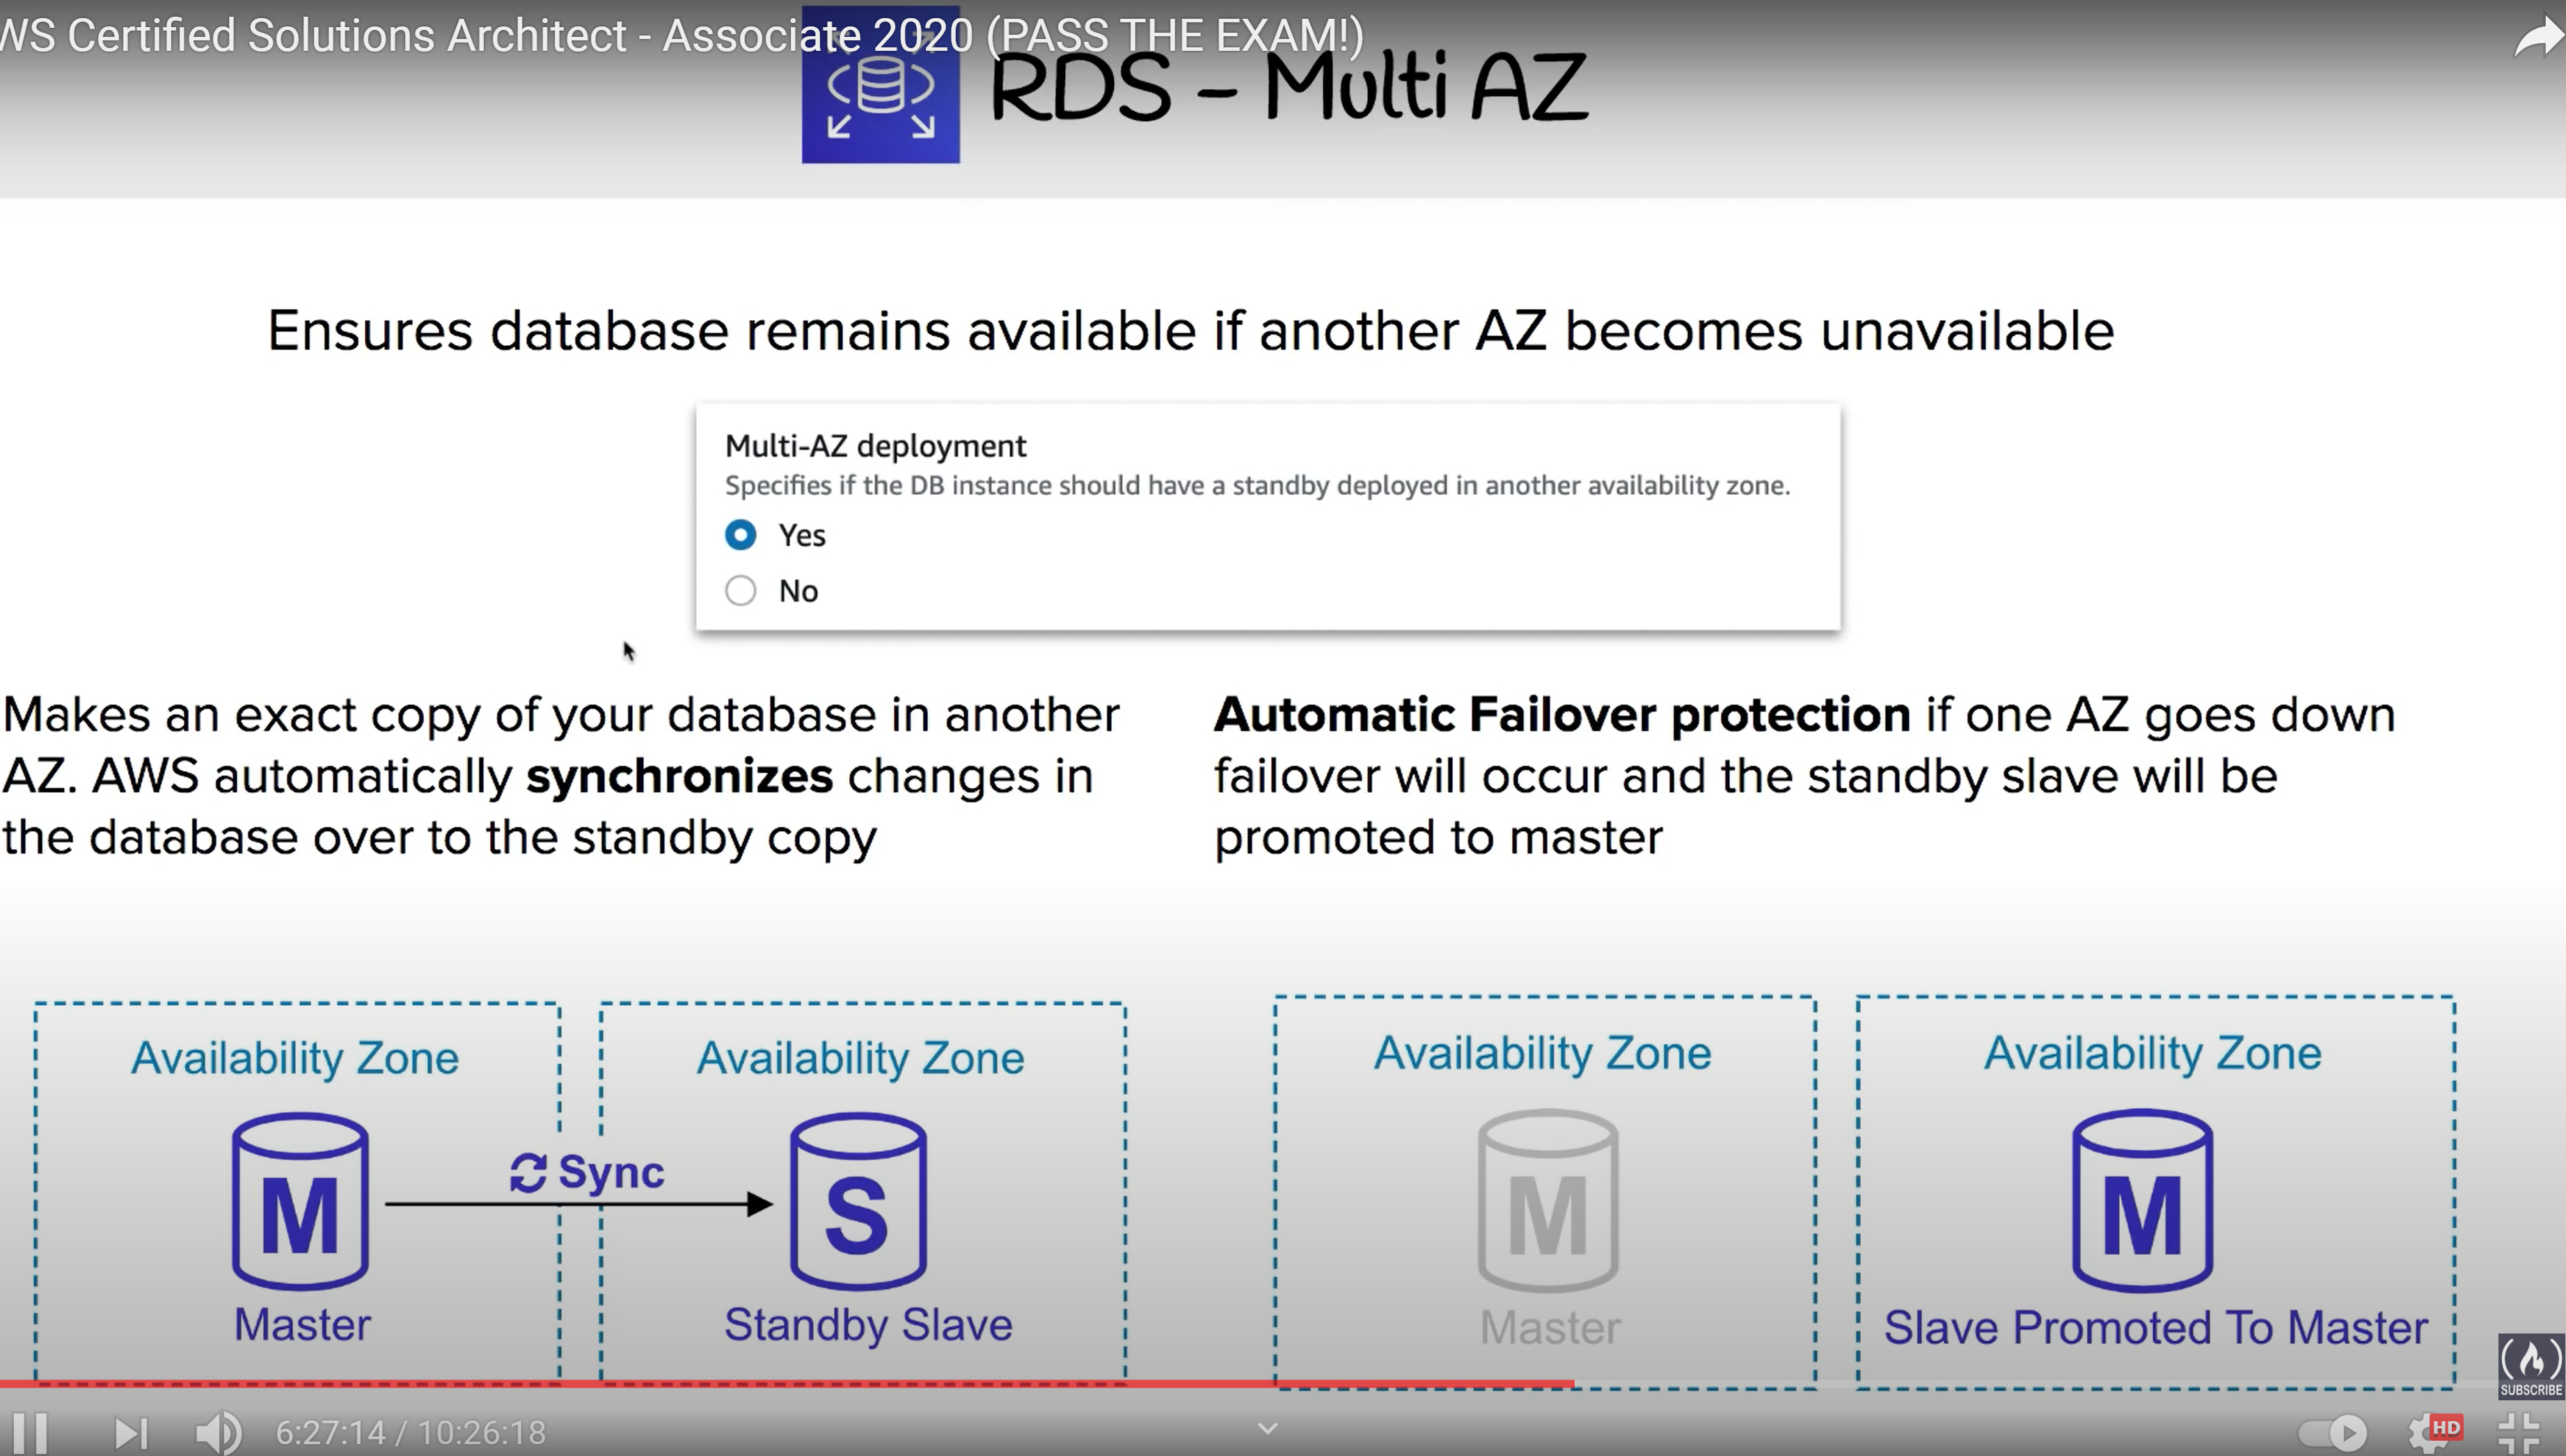 WS Certified Solutions Architect - Associate 2020 (PASS THE EXAM!)
RDS - Multi AZ
Ensures database remains available if another AZ becomes unavailable
Multi-AZ deployment
Specifies if the DB instance should have a standby deployed in another availability zone.
Yes
No
Makes an exact copy of your database in another
AZ. AWS automatically synchronizes changes in
the database over to the standby copy
Automatic Failover protection if one AZ goes down
failover will occur and the standby slave will be
promoted to master
Availability Zone
M
Master
Sync
Availability Zone
S
Standby Slave
Availability Zone
M
Master
Availability Zone
M
Slave Promoted To Master
SUBSCRIBE
6:27:14 / 10:26:18
HD